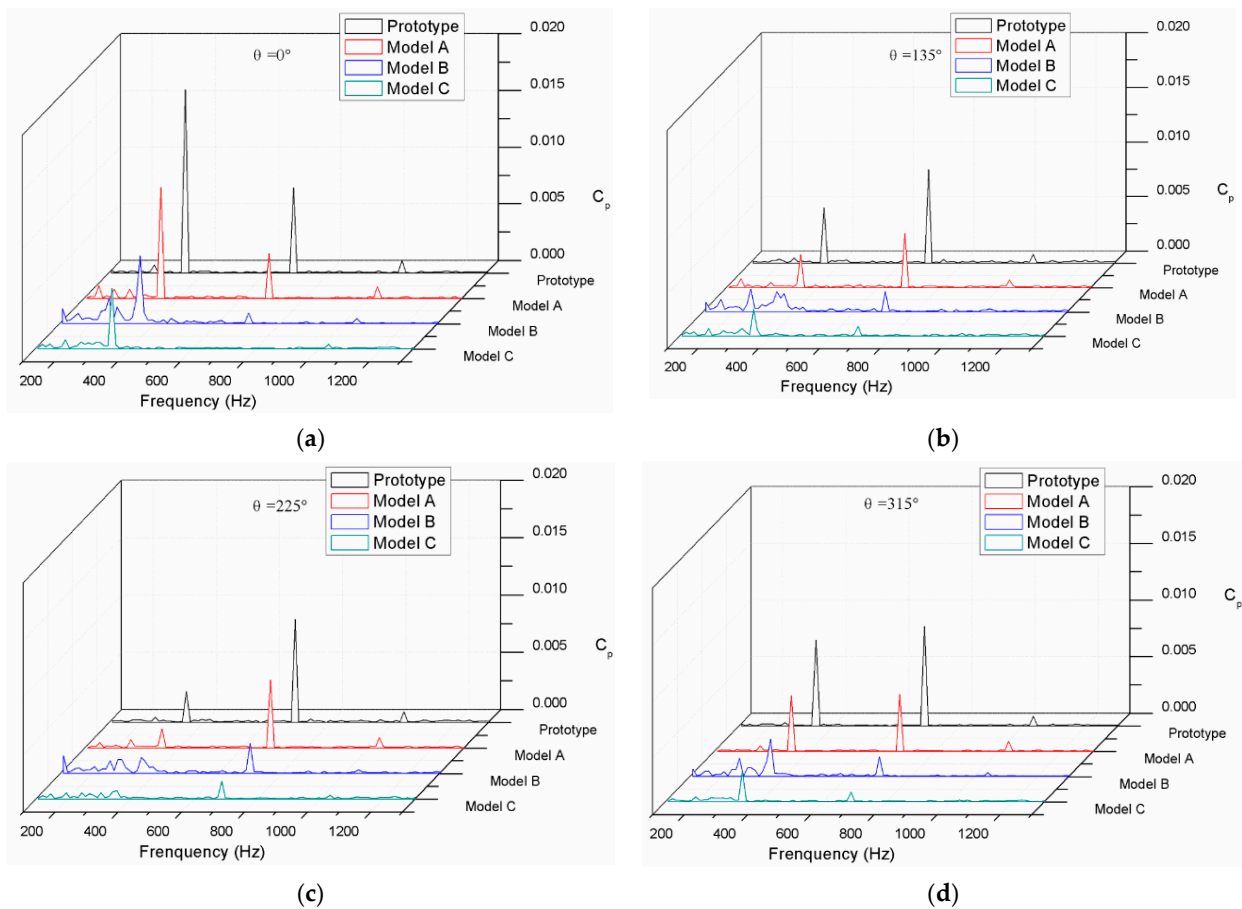 θ =0°
Prototype
Model A
Model B
Model C
0.020
0.015
0.010
0.005
0.000
Cp
Prototype
Model A
Model B
Model C
200 400 600 800 1000 1200
Frequency (Hz)
(a)
θ =135°
Prototype
Model A
Model B
Model C
0.020
0.015
0.010
0.005
0.000
Cp
Prototype
Model A
Model B
Model C
200 400 600 800 1000 1200
Frequency (Hz)
(b)
θ =225°
Prototype
Model A
Model B
Model C
0.020
0.015
0.010
0.005
0.000
Cp
Prototype
Model A
Model B
Model C
200 400 600 800 1000 1200
Frenquency (Hz)
(c)
θ =315°
Prototype
Model A
Model B
Model C
0.020
0.015
0.010
0.005
0.000
Cp
Prototype
Model A
Model B
Model C
200 400 600 800 1000 1200
Frenquency (Hz)
(d)